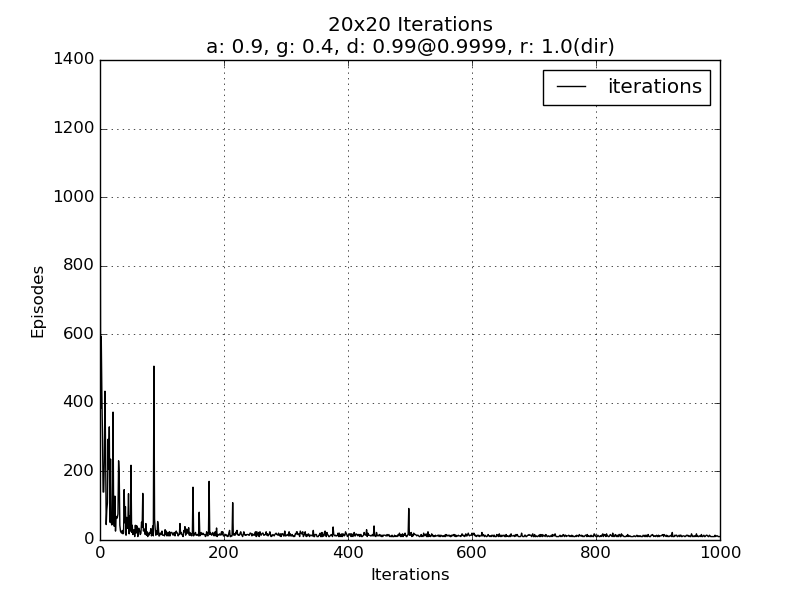 20x20 Iterations
a: 0.9, g: 0.4, d: 0.99@0.9999, r: 1.0(dir)
1400
iterations
1200
1000
800
Episodes
600
400
200
0
0 200 400 600 800 1000
Iterations